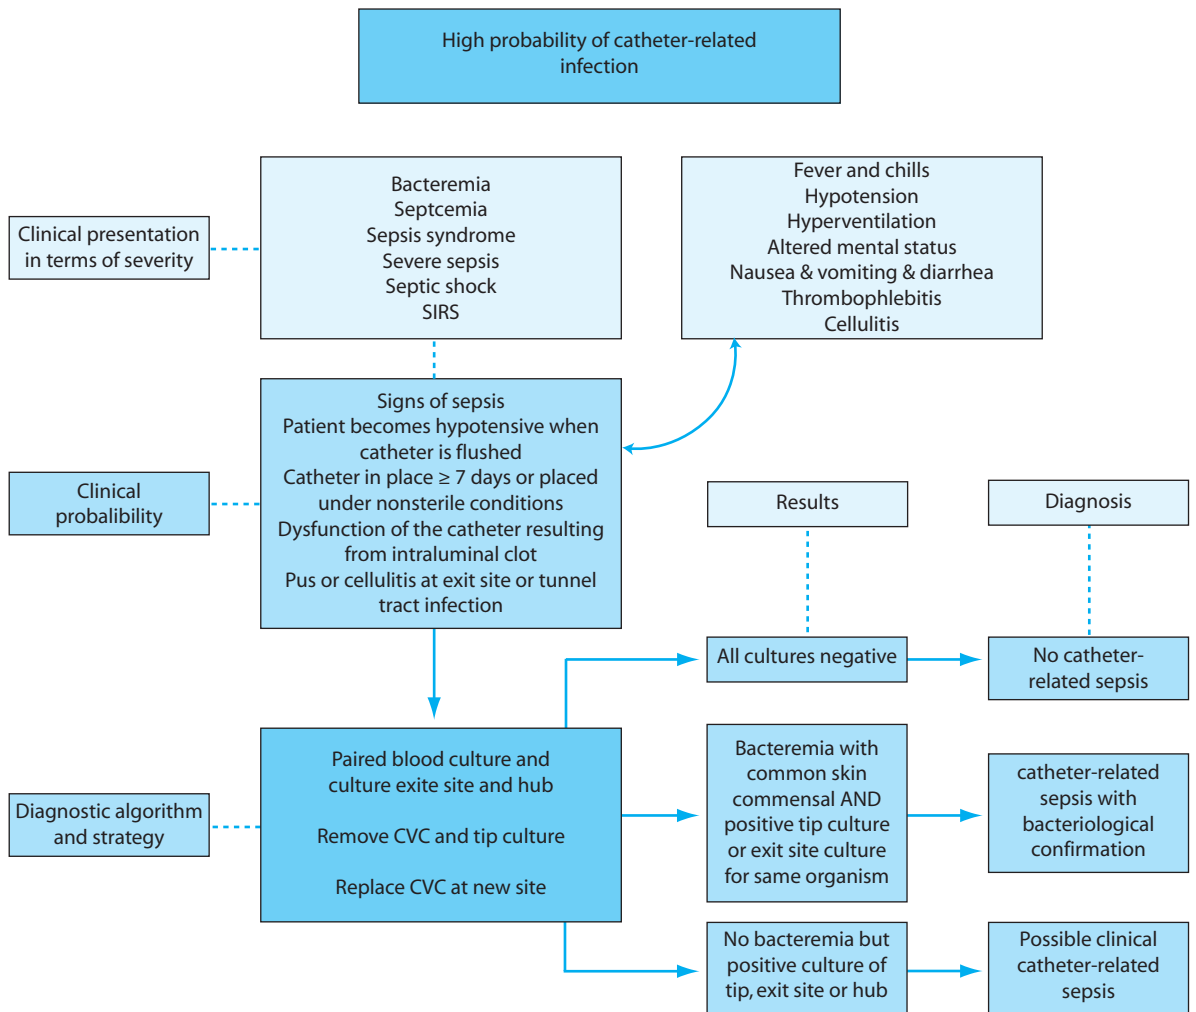 High probability of catheter-related
infection
Clinical presentation
in terms of severity
Bacteremia
Septcemia
Sepsis syndrome
Severe sepsis
Septic shock
SIRS
Fever and chills
Hypotension
Hyperventilation
Altered mental status
Nausea & vomiting & diarrhea
Thrombophlebitis
Cellulitis
Clinical
probalibility
Signs of sepsis
Patient becomes hypotensive when
catheter is flushed
Catheter in place ≥ 7 days or placed
under nonsterile conditions
Dysfunction of the catheter resulting
from intraluminal clot
Pus or cellulitis at exit site or tunnel
tract infection
Results
Diagnosis
All cultures negative
No catheter-
related sepsis
Diagnostic algorithm
and strategy
Paired blood culture and
culture exite site and hub
Remove CVC and tip culture
Replace CVC at new site
Bacteremia with
common skin
commensal AND
positive tip culture
or exit site culture
for same organism
catheter-related
sepsis with
bacteriological
confirmation
No bacteremia but
positive culture of
tip, exit site or hub
Possible clinical
catheter-related
sepsis